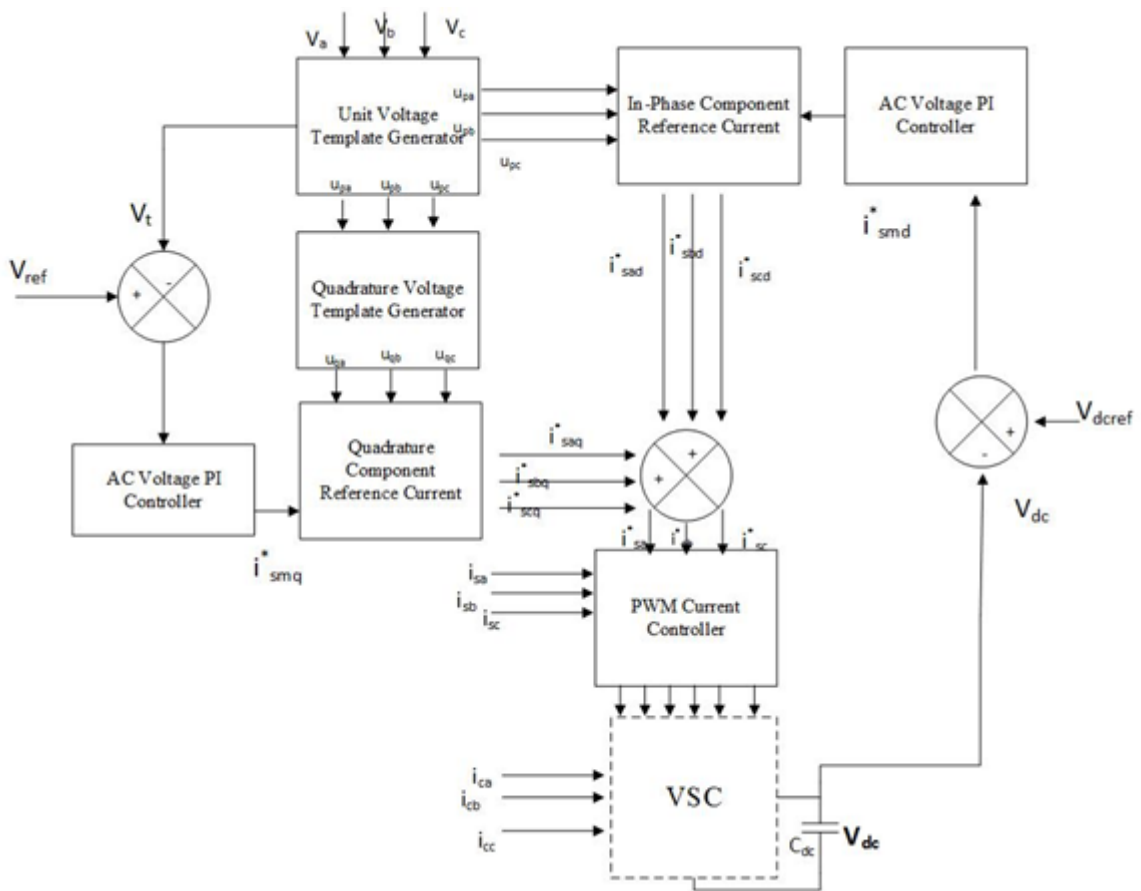 Va Vb Vc
Unit Voltage
Template Generator
upa
upb
upc
upa upb upc
In-Phase Component
Reference Current
AC Voltage PI
Controller
Vt
i*smd
Vref
+ -
Quadrature Voltage
Template Generator
uqa uqb uqc
i*sad
i*sbd
i*scd
Vdcref
+
-
Vdc
AC Voltage PI
Controller
i*smq
Quadrature
Component
Reference Current
i*saq
i*sbq
i*scq
+
+
i*sa i* i*sc
isa
isb
isc
PWM Current
Controller
ica
icb
icc
VSC
Cdc
Vdc